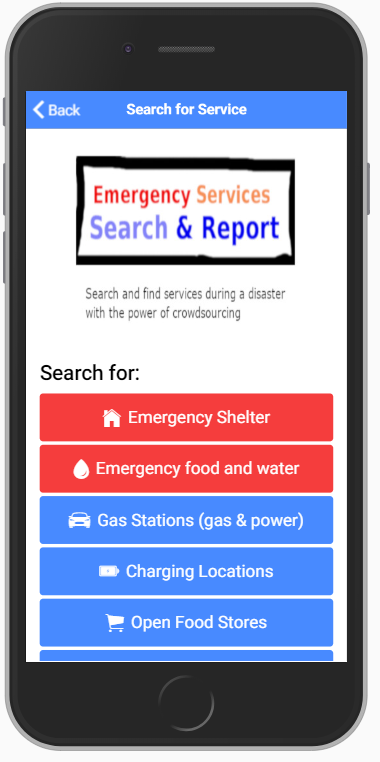 Back
Search for Service
Emergency Services
Search & Report
Search and find services during a disaster
with the power of crowdsourcing
Search for:
Emergency Shelter
Emergency food and water
Gas Stations (gas & power)
Charging Locations
Open Food Stores